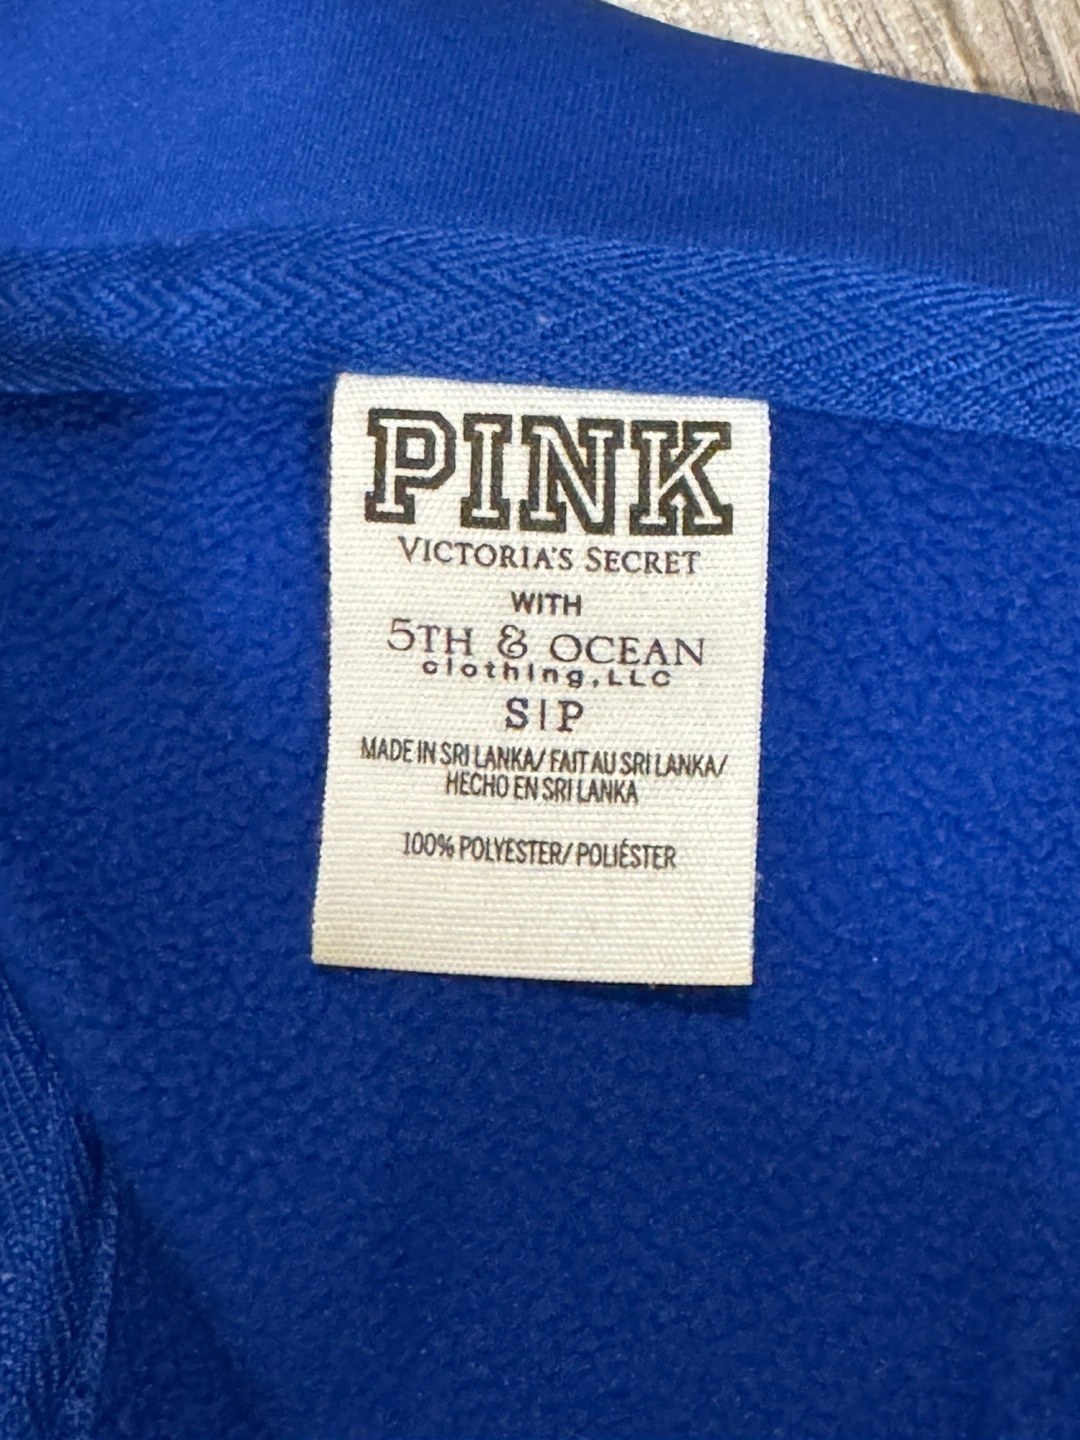 PINK
VICTORIA'S SECRET
WITH
5TH & OCEAN
clothing, LLC
S|P
MADE IN SRI LANKA/ FAIT AU SRI LANKA/
HECHO EN SRI LANKA
100% POLYESTER/ POLIÉSTER